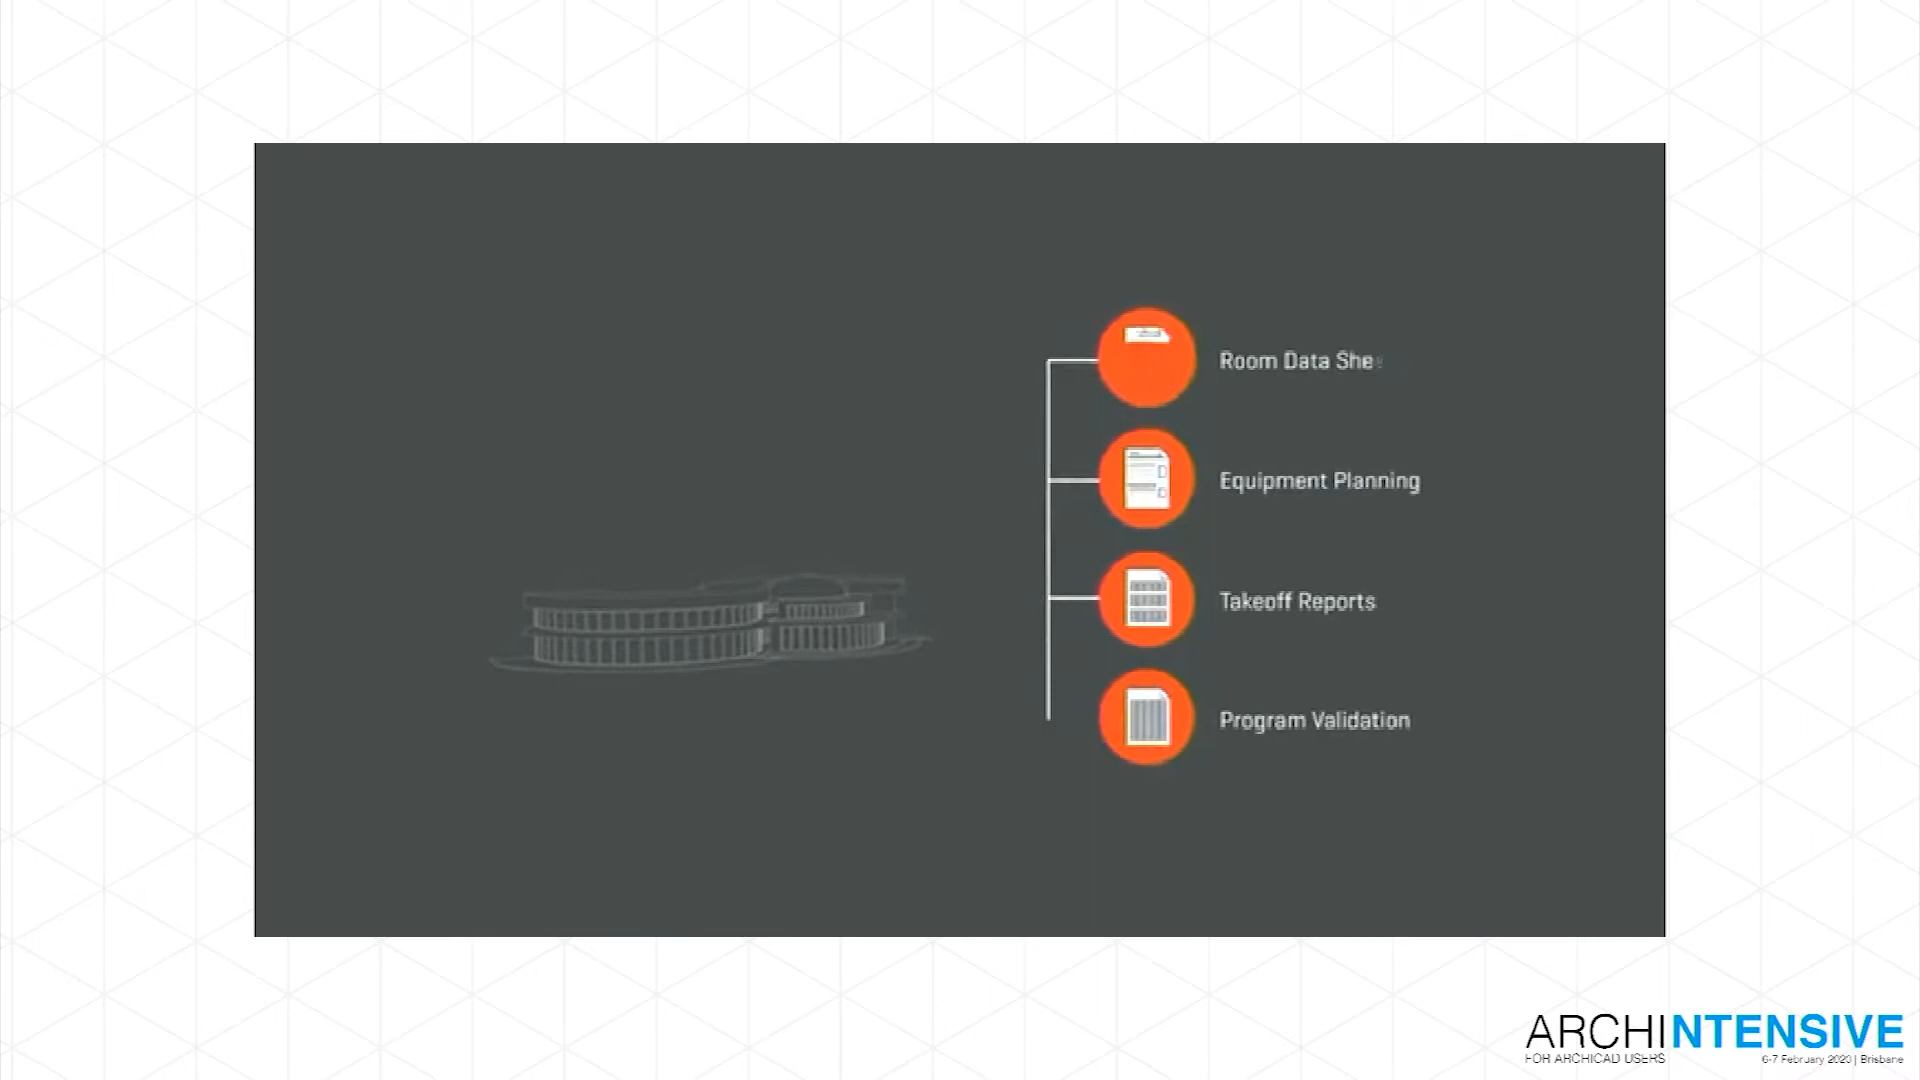 Room Data She
Equipment Planning
Takeoff Reports
Program Validation
ARCHINTENSIVE
FOR ARCHICAD USERS
6-7 February 2020 | Brisbane